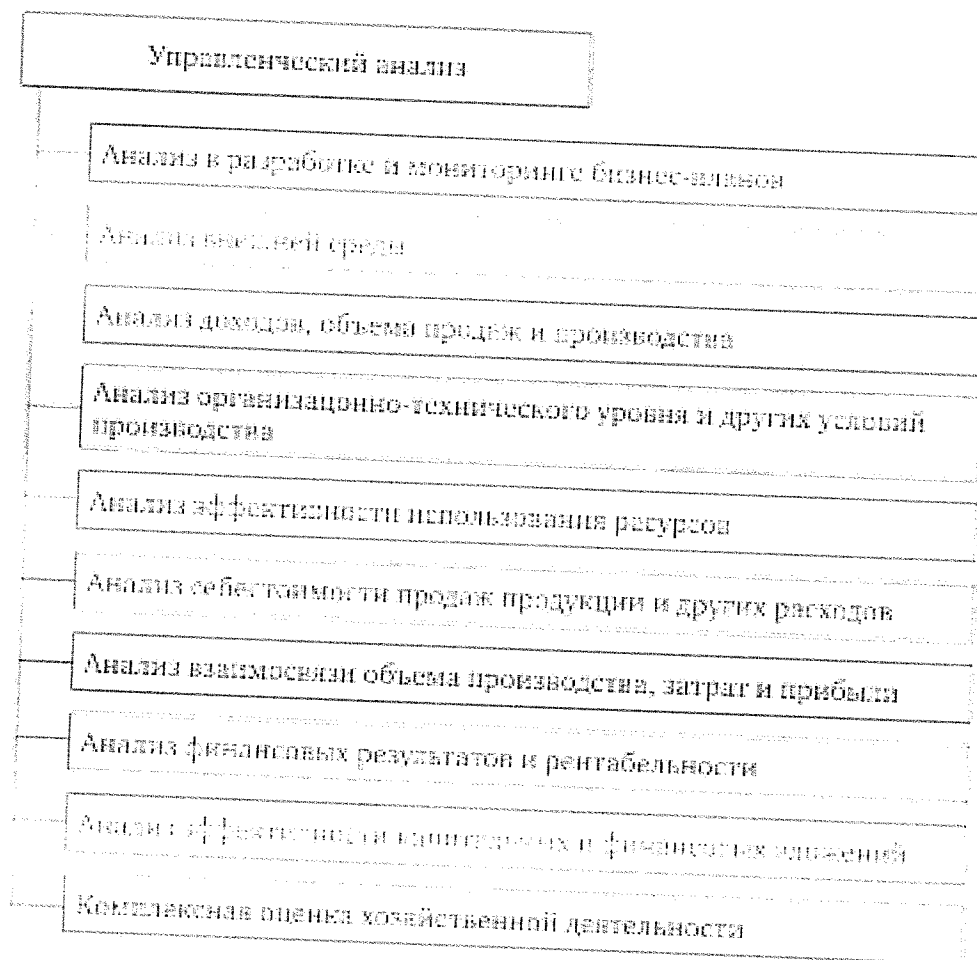 Управленческий анализ
Анализ в разработке и мониторинге бизнес-планов
Анализ внешней среды
Анализ доходов, объема продаж и производства
Анализ организацонно-технического уровня и других условий
производства
Анализ эффективности использования ресурсов
Анализ себестоимости продаж продукции и других расходов
Анализ взаимосвязи объема производства, затрат и прибыли
Анализ финансовых результатов и рентабельности
Анализ эффективности капитальных и финансовых вложений
Комплексная оценка хозяйственной деятельности